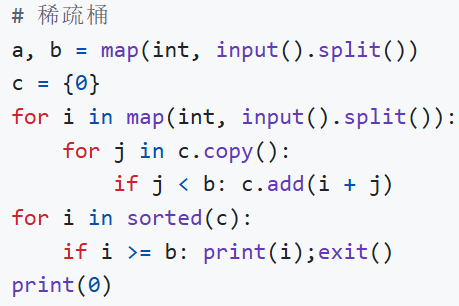 # 稀疏桶
a, b = map(int, input().split())
c = {0}
for i in map(int, input().split()):
    for j in c.copy():
        if j < b: c.add(i + j)
for i in sorted(c):
    if i >= b: print(i);exit()
print(0)